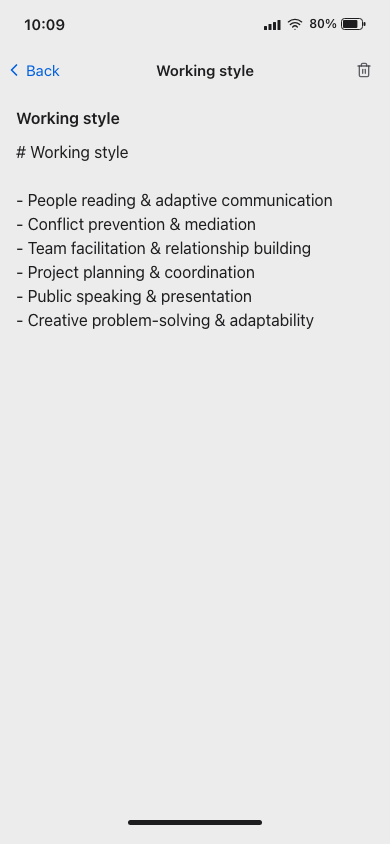 10:09
80%
Back
Working style
Working style
# Working style
- People reading & adaptive communication
- Conflict prevention & mediation
- Team facilitation & relationship building
- Project planning & coordination
- Public speaking & presentation
- Creative problem-solving & adaptability